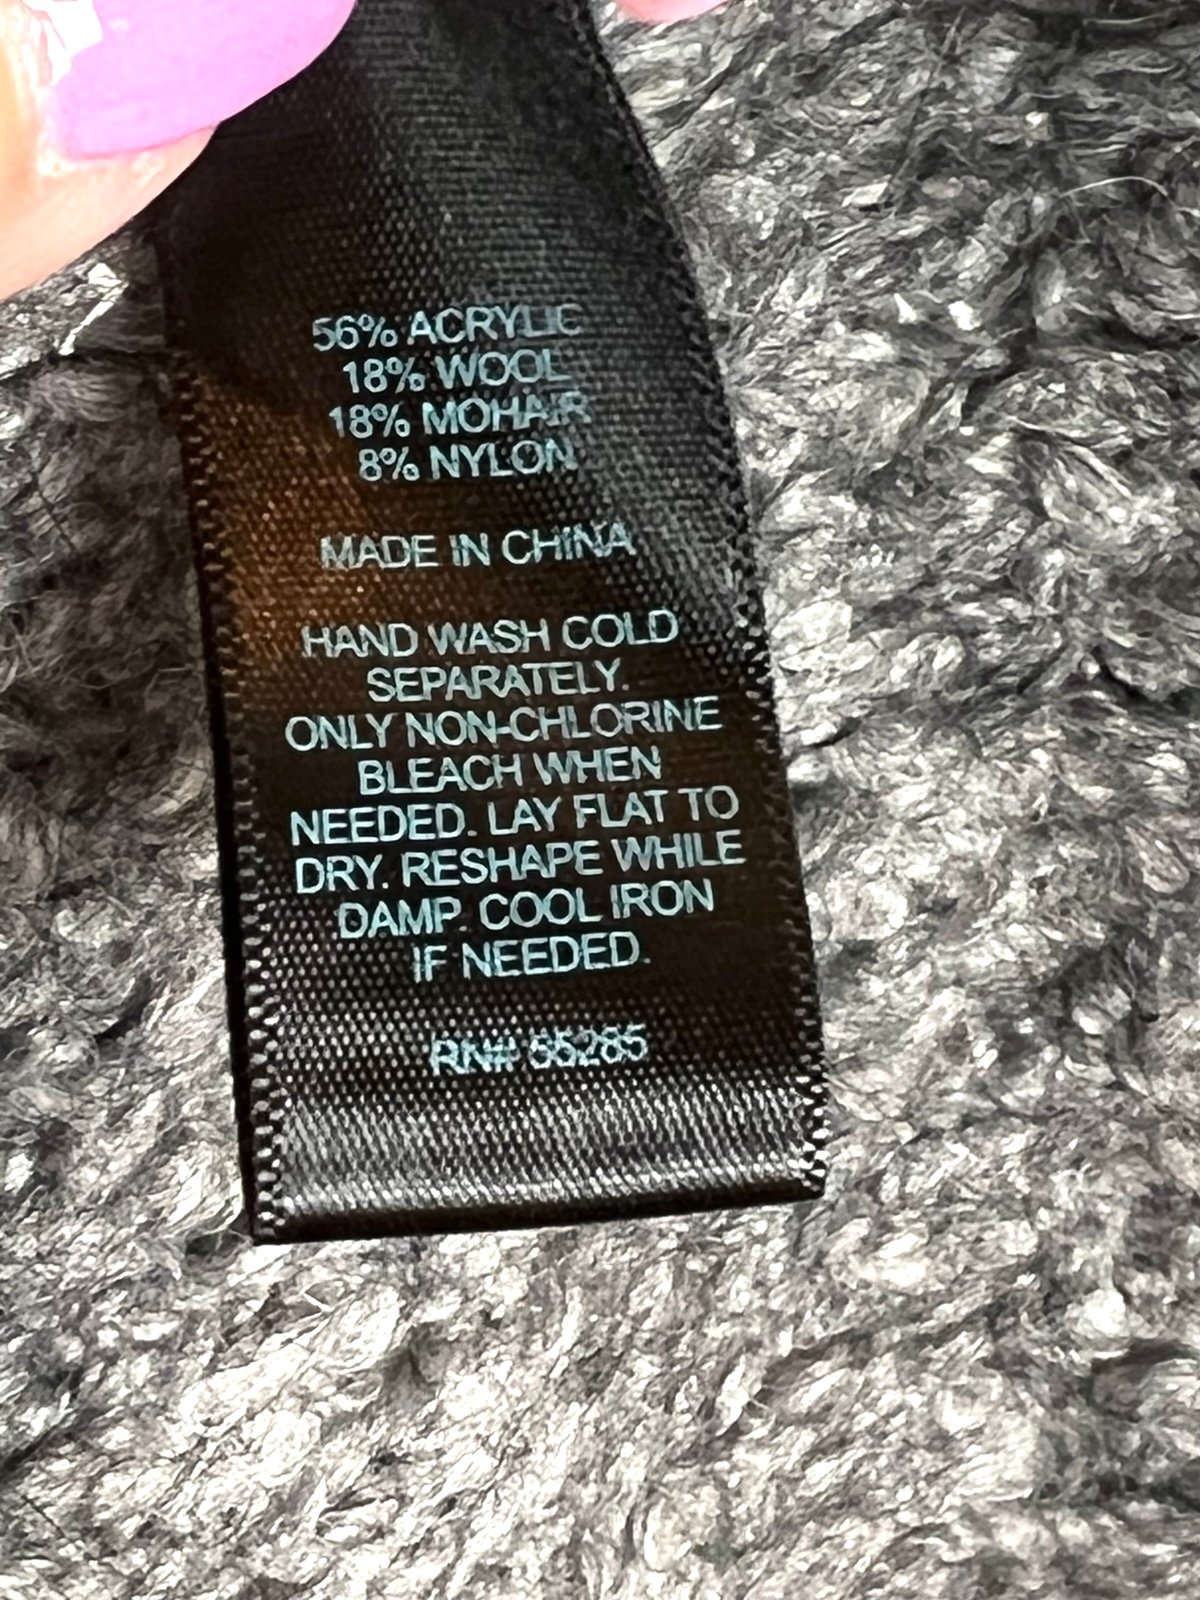 56% ACRYLIC
18% WOOL
18% MOHAIR
8% NYLON
MADE IN CHINA
HAND WASH COLD
SEPARATELY.
ONLY NON-CHLORINE
BLEACH WHEN
NEEDED. LAY FLAT TO
DRY. RESHAPE WHILE
DAMP. COOL IRON
IF NEEDED.
RN# 55285